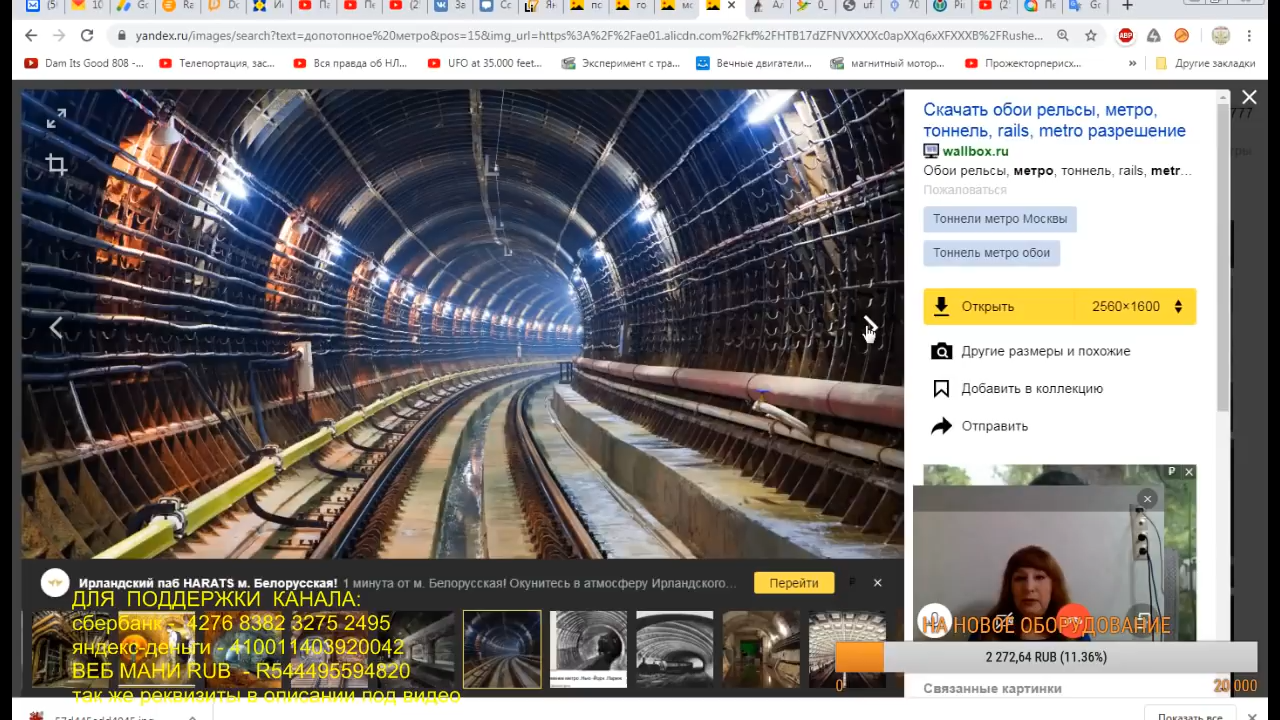 yandex.ru/images/search?text=допотопное%20метро&pos=15&img_url=https%3A%2F%2Fae01.alicdn.com%2Fkf%2FHTB17dZFNVXXXXc0apXXq6xXFXXXB%2FRushe...
Dam Its Good 808 -...
Телепортация, зас...
Вся правда об НЛ...
UFO at 35.000 feet...
Эксперимент с тра...
Вечные двигатели...
магнитный мотор...
Прожекторперисх...
»
Другие закладки
Скачать обои рельсы, метро,
тоннель, rails, metro разрешение
wallbox.ru
Обои рельсы, метро, тоннель, rails, metr...
Пожаловаться
Тоннели метро Москвы
Тоннель метро обои
Открыть 2560×1600
Другие размеры и похожие
Добавить в коллекцию
Отправить
Ирландский паб HARATS м. Белорусская! 1 минута от м. Белорусская! Окунитесь в атмосферу Ирландского...
Перейти
ДЛЯ ПОДДЕРЖКИ КАНАЛА:
сбербанк - 4276 8382 3275 2495
яндекс-деньги - 410011403920042
ВЕБ МАНИ RUB - R544495594820
так же реквизиты в описании под видео
НА НОВОЕ ОБОРУДОВАНИЕ
2 272,64 RUB (11.36%)
0
20 000
Связанные картинки
Показать все